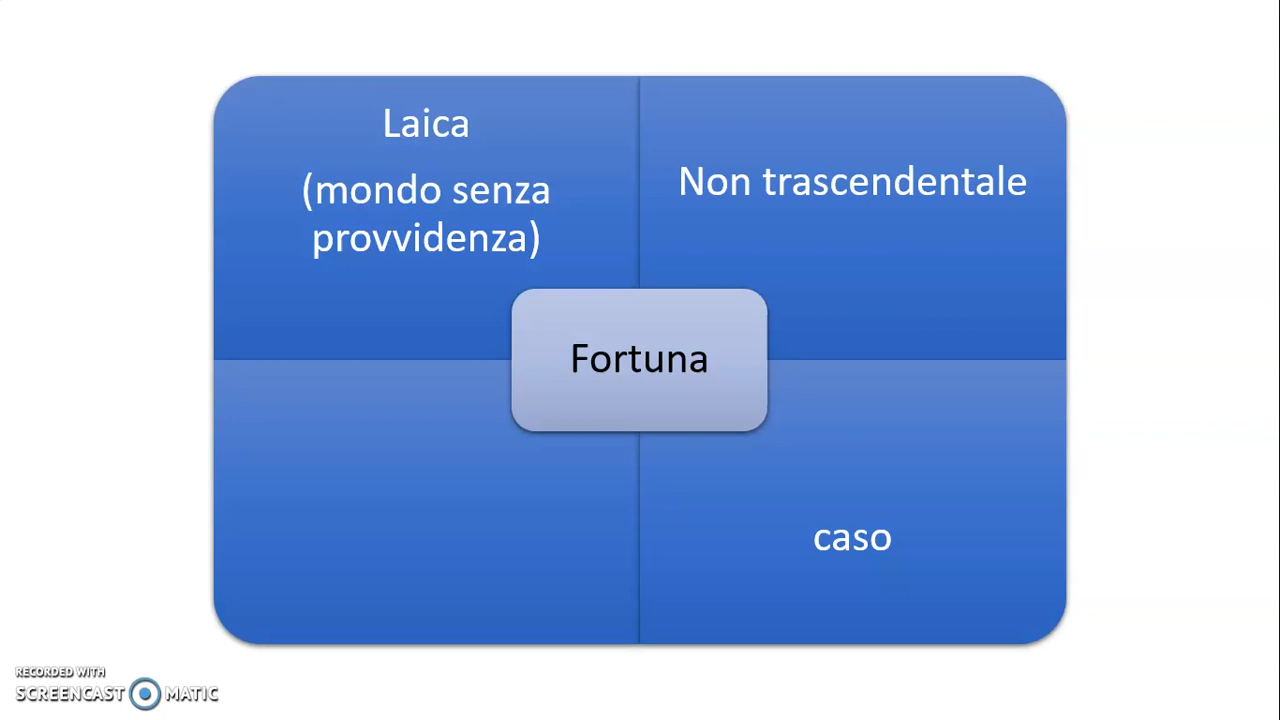 Laica
(mondo senza
provvidenza)
Non trascendentale
Fortuna
caso
RECORDED WITH
SCREENCAST MATIC